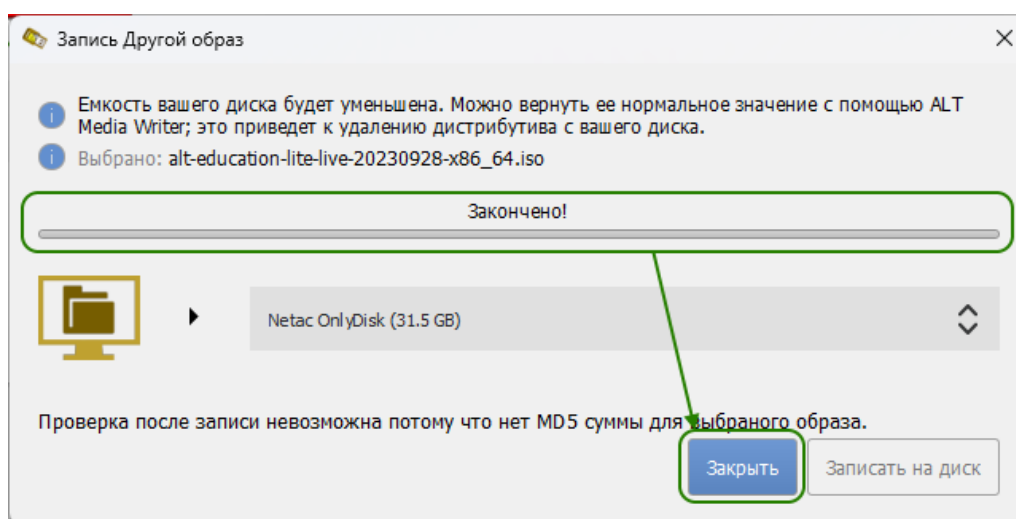 Запись Другой образ
Емкость вашего диска будет уменьшена. Можно вернуть ее нормальное значение с помощью ALT
Media Writer; это приведет к удалению дистрибутива с вашего диска.
Выбрано: alt-education-lite-live-20230928-x86_64.iso
Закончено!
Netac OnlyDisk (31.5 GB)
Проверка после записи невозможна потому что нет MD5 суммы для выбраного образа.
Закрыть
Записать на диск